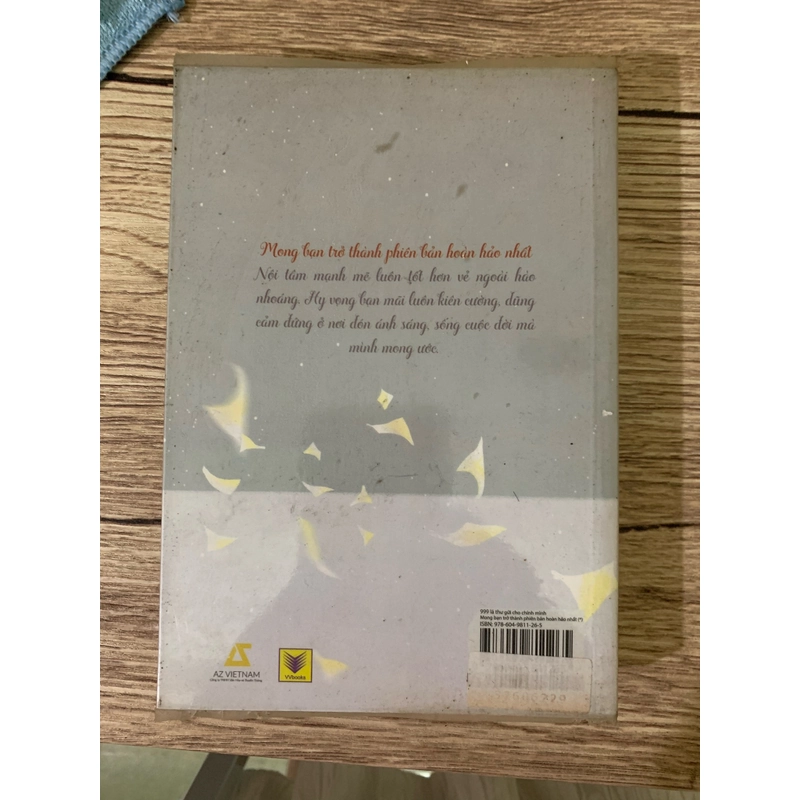 Mong bạn trở thành phiên bản hoàn hảo nhất
Nội tâm mạnh mẽ luôn tốt hơn vẻ ngoài hào
nhoáng. Hy vọng bạn mãi luôn kiên cường, dũng
cảm đứng ở nơi đón ánh sáng, sống cuộc đời mà
mình mong ước.
999 lá thư gửi cho chính mình
Mong bạn trở thành phiên bản hoàn hảo nhất (*)
ISBN: 978-604-9811-26-5
AZ VIETNAM
VVbooks